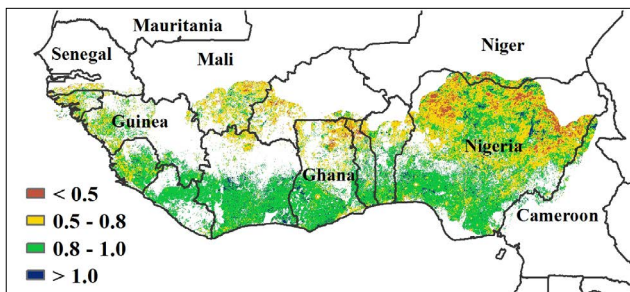 Mauritania
Senegal
Mali
Niger
Guinea
Nigeria
Ghana
Cameroon
< 0.5
0.5 - 0.8
0.8 - 1.0
> 1.0